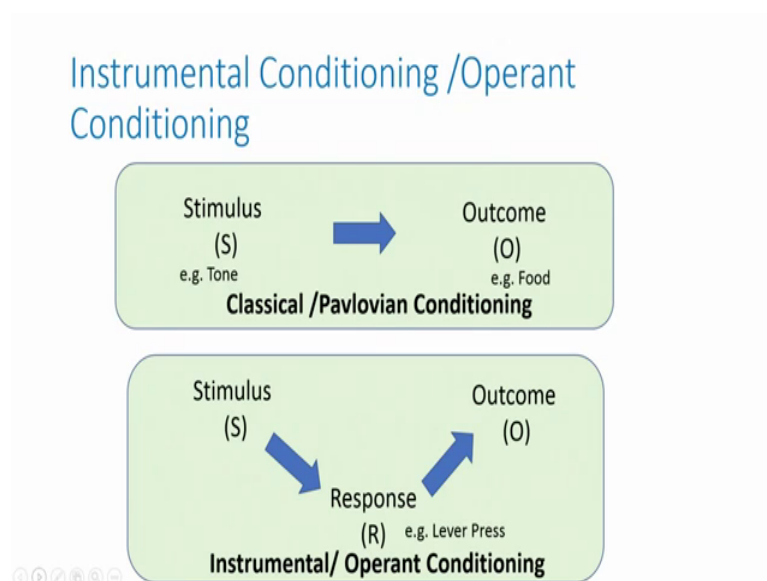 Instrumental Conditioning /Operant
Conditioning
Stimulus
(S)
e.g. Tone
Outcome
(O)
e.g. Food
Classical /Pavlovian Conditioning
Stimulus
(S)
Outcome
(O)
Response
(R) e.g. Lever Press
Instrumental/ Operant Conditioning